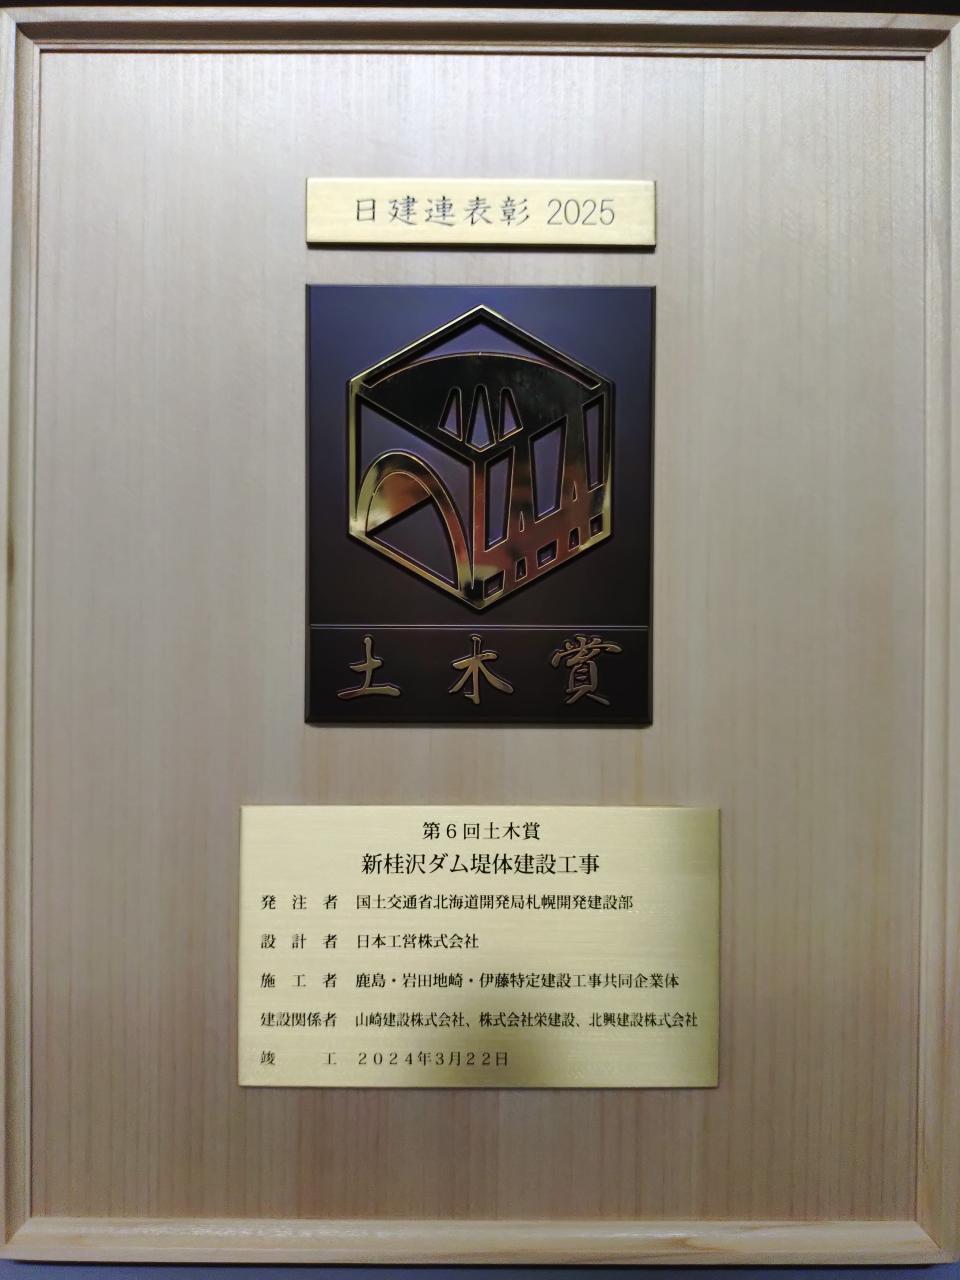 日建連表彰 2025
土木賞
第6回土木賞
新桂沢ダム堤体建設工事
発注者 国土交通省北海道開発局札幌開発建設部
設計者 日本工営株式会社
施工者 鹿島・岩田地崎・伊藤特定建設工事共同企業体
建設関係者 山崎建設株式会社、株式会社栄建設、北興建設株式会社
竣工 2024年3月22日